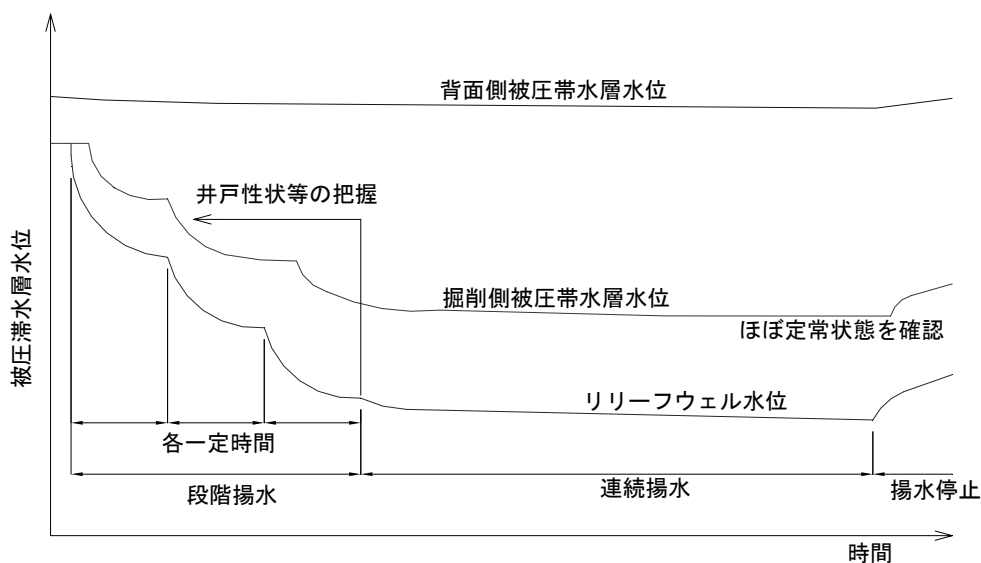 背面側被圧帯水層水位
井戸性状等の把握
被圧滞水層水位
掘削側被圧帯水層水位
ほぼ定常状態を確認
リリーフウェル水位
各一定時間
段階揚水
連続揚水
揚水停止
時間